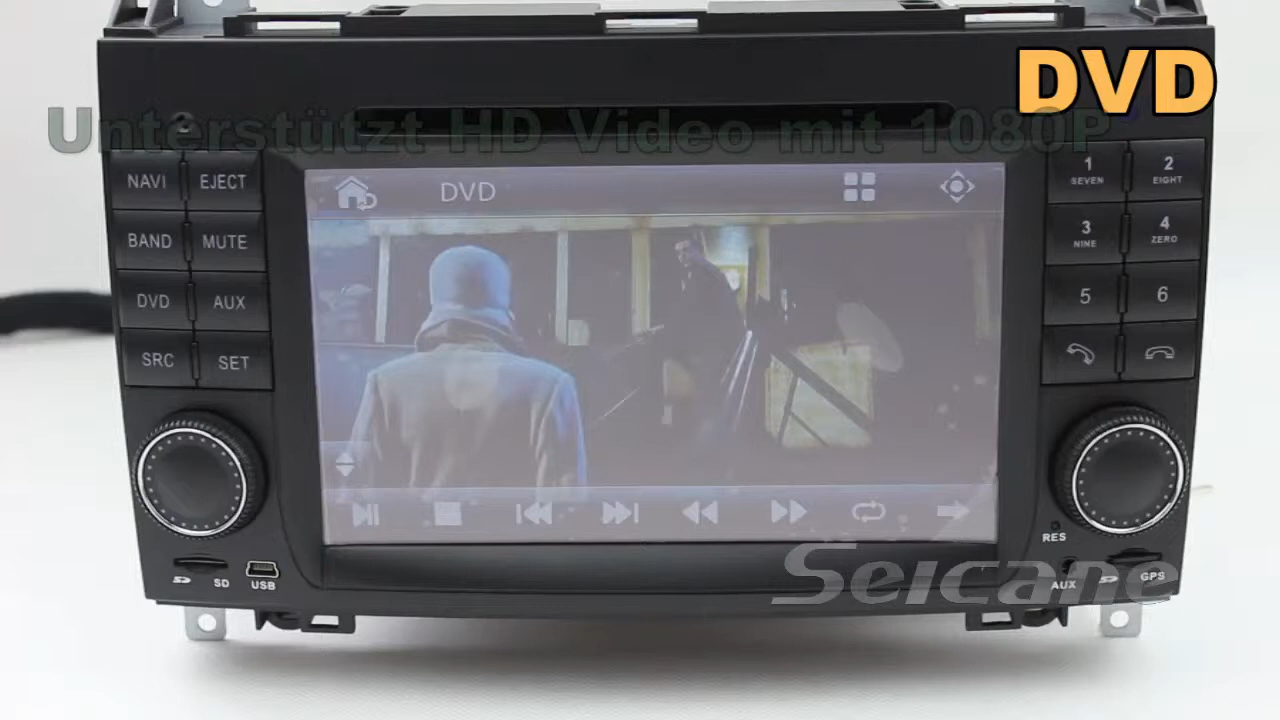 DVD
Unterstützt HD Video mit 1080P
NAVI EJECT
BAND MUTE
DVD AUX
SRC SET
DVD
1 2
SEVEN EIGHT
3 4
NINE ZERO
5 6
RES
SD USB
AUX GPS
Seicane